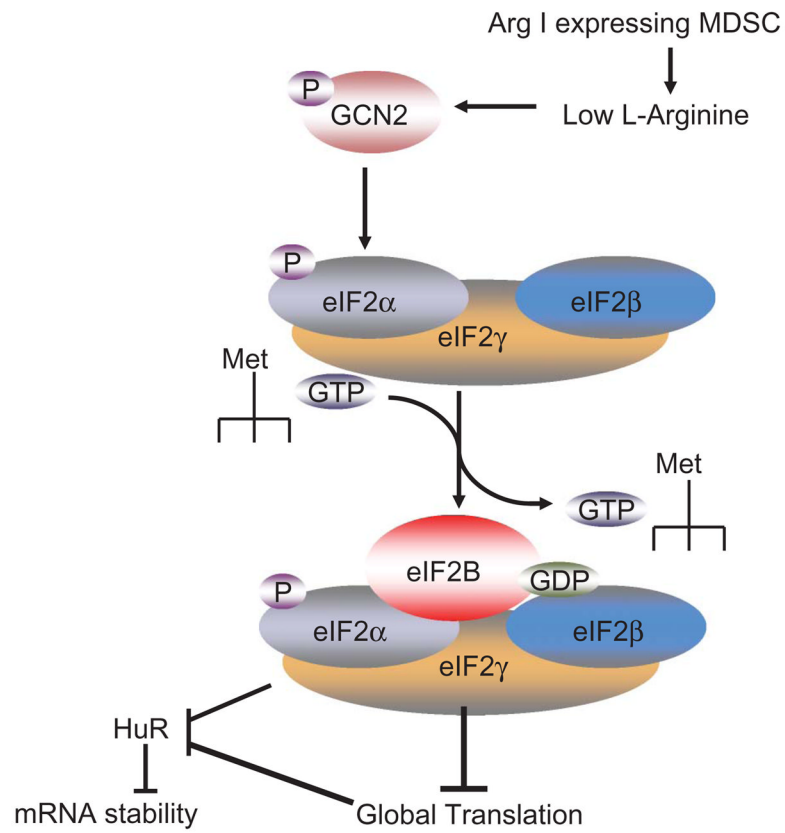 Arg I expressing MDSC
P
GCN2
Low L-Arginine
P
eIF2α
eIF2β
eIF2γ
Met
GTP
Met
GTP
eIF2B
GDP
P
eIF2α
eIF2β
eIF2γ
HuR
mRNA stability
Global Translation